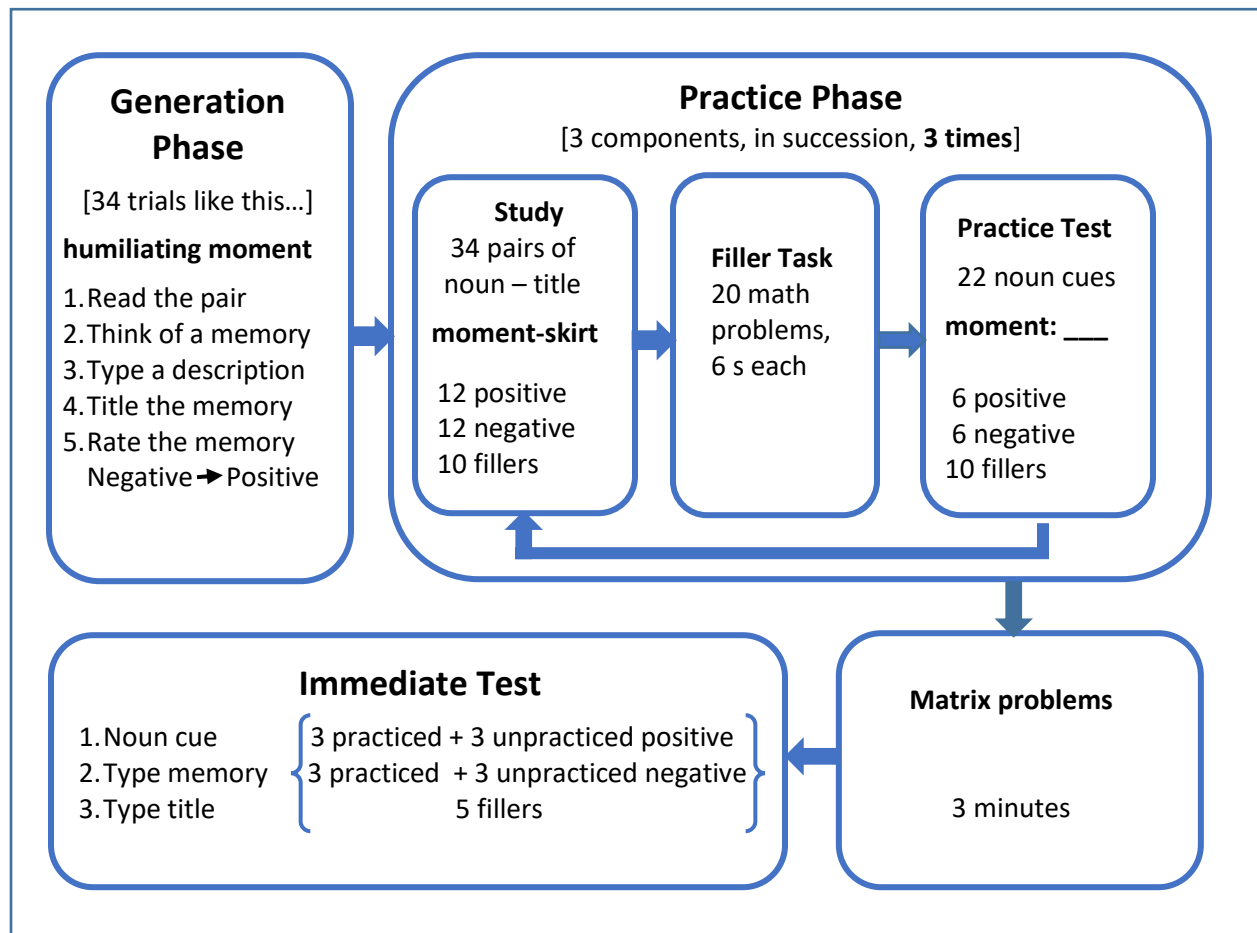 Generation
Phase
[34 trials like this…]
humiliating moment
1.Read the pair
2.Think of a memory
3.Type a description
4.Title the memory
5.Rate the memory
Negative → Positive
Practice Phase
[3 components, in succession, 3 times]
Study
34 pairs of
noun – title
moment-skirt
12 positive
12 negative
10 fillers
Filler Task
20 math
problems,
6 s each
Practice Test
22 noun cues
moment: ___
6 positive
6 negative
10 fillers
Immediate Test
1.Noun cue
2.Type memory
3.Type title
3 practiced + 3 unpracticed positive
3 practiced + 3 unpracticed negative
5 fillers
Matrix problems
3 minutes